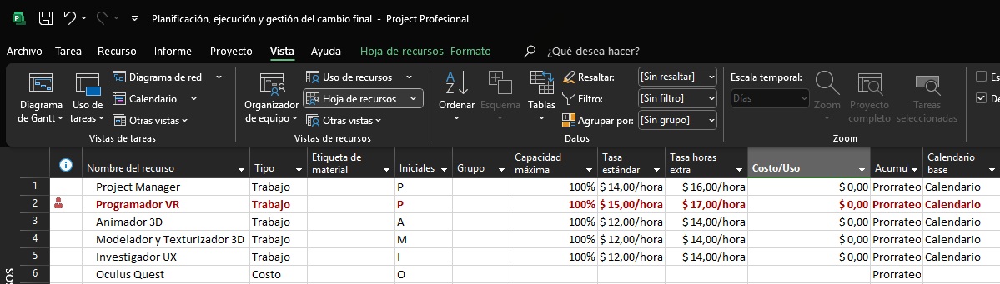 Planificación, ejecución y gestión del cambio final - Project Profesional
Archivo Tarea Recurso Informe Proyecto Vista Ayuda Hoja de recursos Formato ¿Qué desea hacer?
Diagrama de Gantt
Uso de tareas
Diagrama de red
Calendario
Otras vistas
Vistas de tareas
Organizador de equipo
Uso de recursos
Hoja de recursos
Otras vistas
Vistas de recursos
Ordenar
Esquema
Tablas
Resaltar: [Sin resaltar]
Filtro: [Sin filtro]
Agrupar por: [Sin grupo]
Datos
Escala temporal:
Días
Zoom
Proyecto completo
Tareas seleccionadas
Zoom
Es
De
Nombre del recurso Tipo Etiqueta de material Iniciales Grupo Capacidad máxima Tasa estándar Tasa horas extra Costo/Uso Acumu Calendario base
1 Project Manager Trabajo P 100% $ 14,00/hora $ 16,00/hora $ 0,00 Prorrateo Calendario
2 Programador VR Trabajo P 100% $ 15,00/hora $ 17,00/hora $ 0,00 Prorrateo Calendario
3 Animador 3D Trabajo A 100% $ 12,00/hora $ 14,00/hora $ 0,00 Prorrateo Calendario
4 Modelador y Texturizador 3D Trabajo M 100% $ 12,00/hora $ 14,00/hora $ 0,00 Prorrateo Calendario
5 Investigador UX Trabajo I 100% $ 12,00/hora $ 14,00/hora $ 0,00 Prorrateo Calendario
6 Oculus Quest Costo O Prorrateo
SOS